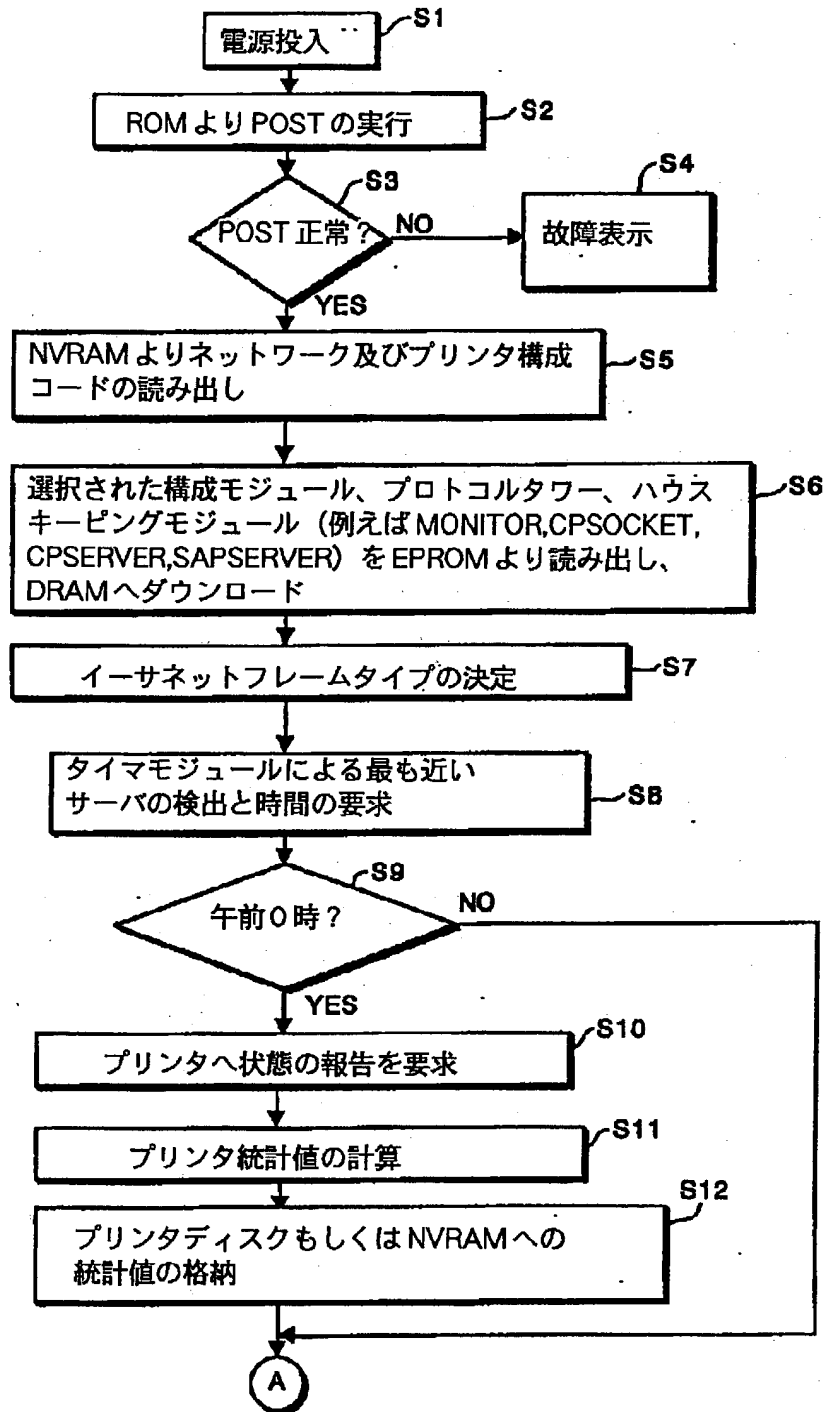 S1
電源投入
S2
ROMよりPOSTの実行
S3
POST正常？
NO
YES
S4
故障表示
NVRAMよりネットワーク及びプリンタ構成
コードの読み出し
S5
選択された構成モジュール、プロトコルタワー、ハウス
キーピングモジュール（例えばMONITOR,CPSOCKET,
CPSERVER,SAPSERVER）をEPROMより読み出し、
DRAMへダウンロード
S6
イーサネットフレームタイプの決定
S7
タイマモジュールによる最も近い
サーバの検出と時間の要求
S8
S9
午前0時？
NO
YES
S10
プリンタへ状態の報告を要求
S11
プリンタ統計値の計算
S12
プリンタディスクもしくはNVRAMへの
統計値の格納
A